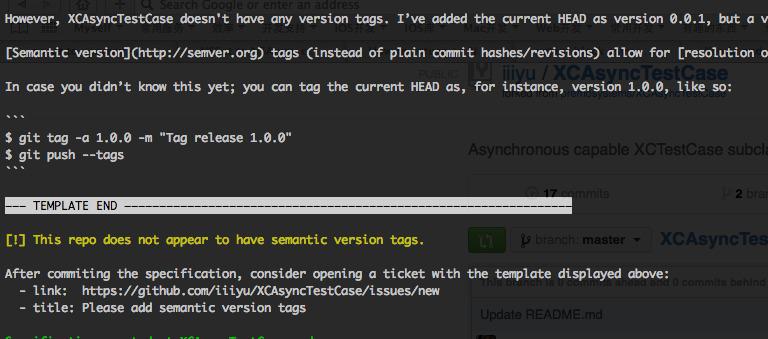 However, XCAsyncTestCase doesn't have any version tags. I’ve added the current HEAD as version 0.0.1, but a v
[Semantic version](http://semver.org) tags (instead of plain commit hashes/revisions) allow for [resolution o
PUBLIC iiiyu / XCAsyncTestCase
In case you didn’t know this yet; you can tag the current HEAD as, for instance, version 1.0.0, like so:
```
$ git tag -a 1.0.0 -m "Tag release 1.0.0"
$ git push --tags
```
Asynchronous capable XCTestCase subcla
17 commits
2 bran
--- TEMPLATE END ----------------------------------------------------------------
[!] This repo does not appear to have semantic version tags.
branch: master
XCAsyncTes
After commiting the specification, consider opening a ticket with the template displayed above:
This branch is 0 commits ahead and 0 commits behind
- link: https://github.com/iiiyu/XCAsyncTestCase/issues/new
- title: Please add semantic version tags
Update README.md